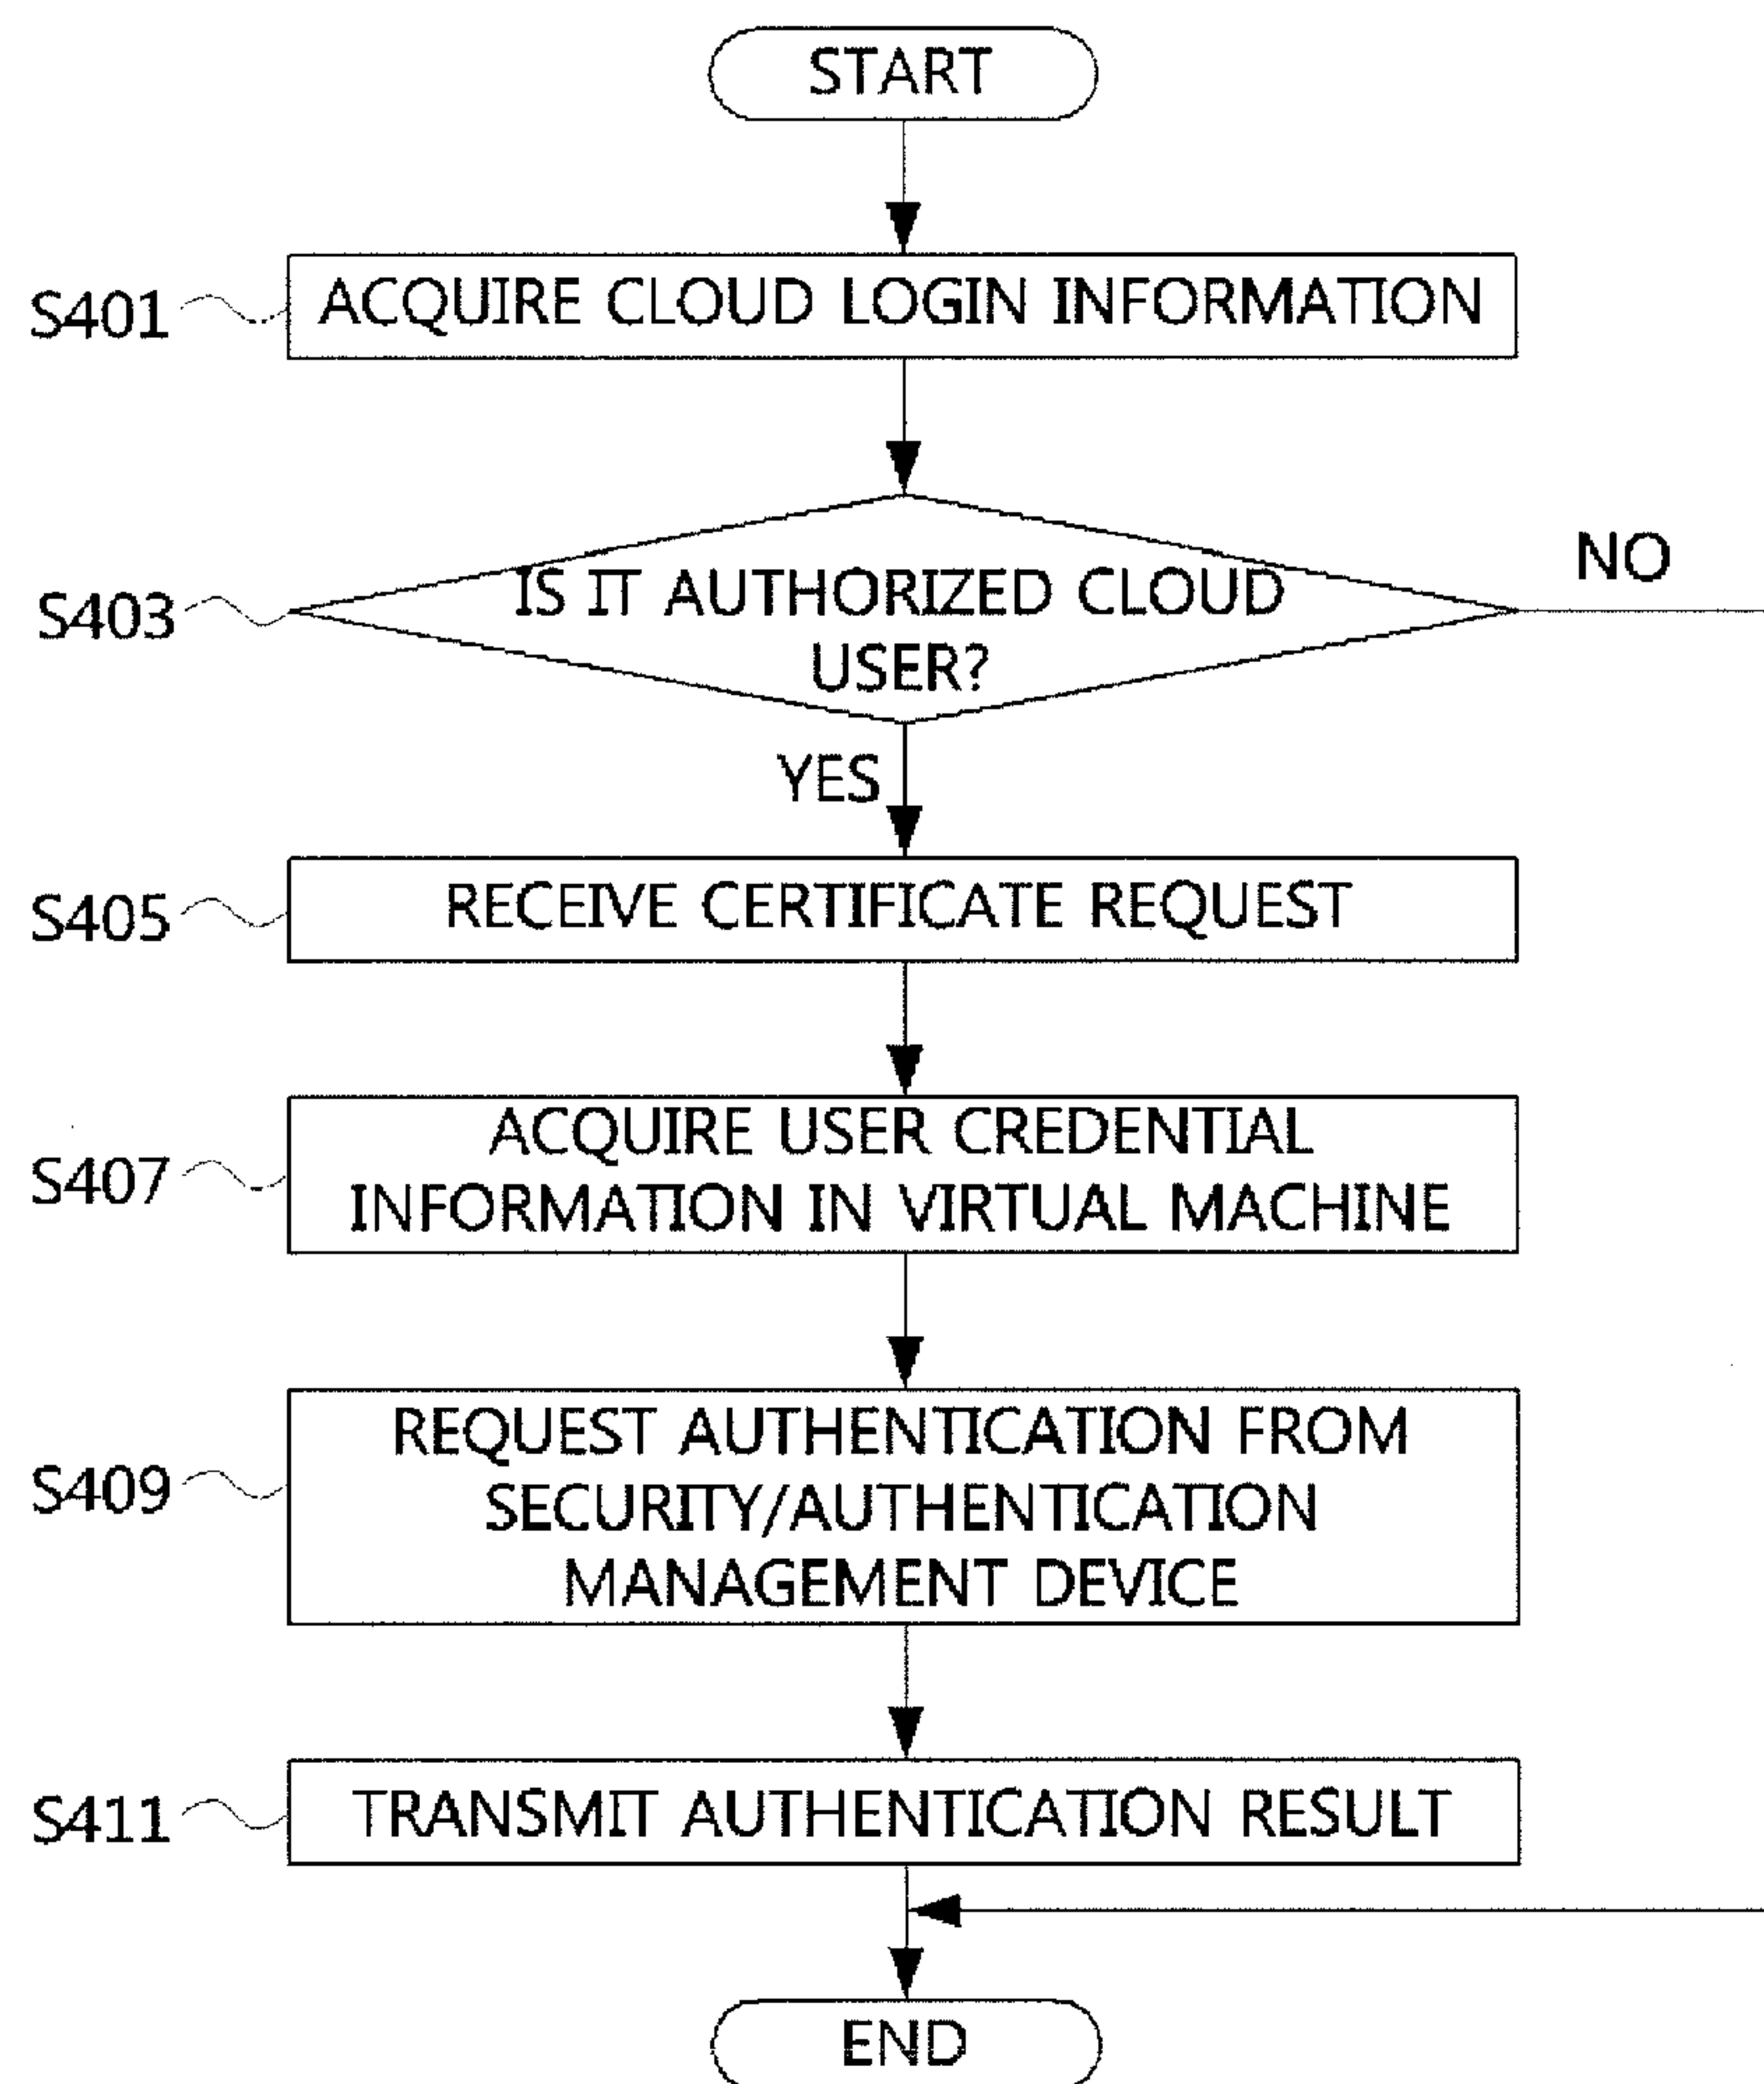 START
S401
ACQUIRE CLOUD LOGIN INFORMATION
S403
IS IT AUTHORIZED CLOUD
USER?
NO
YES
S405
RECEIVE CERTIFICATE REQUEST
S407
ACQUIRE USER CREDENTIAL
INFORMATION IN VIRTUAL MACHINE
S409
REQUEST AUTHENTICATION FROM
SECURITY/AUTHENTICATION
MANAGEMENT DEVICE
S411
TRANSMIT AUTHENTICATION RESULT
END